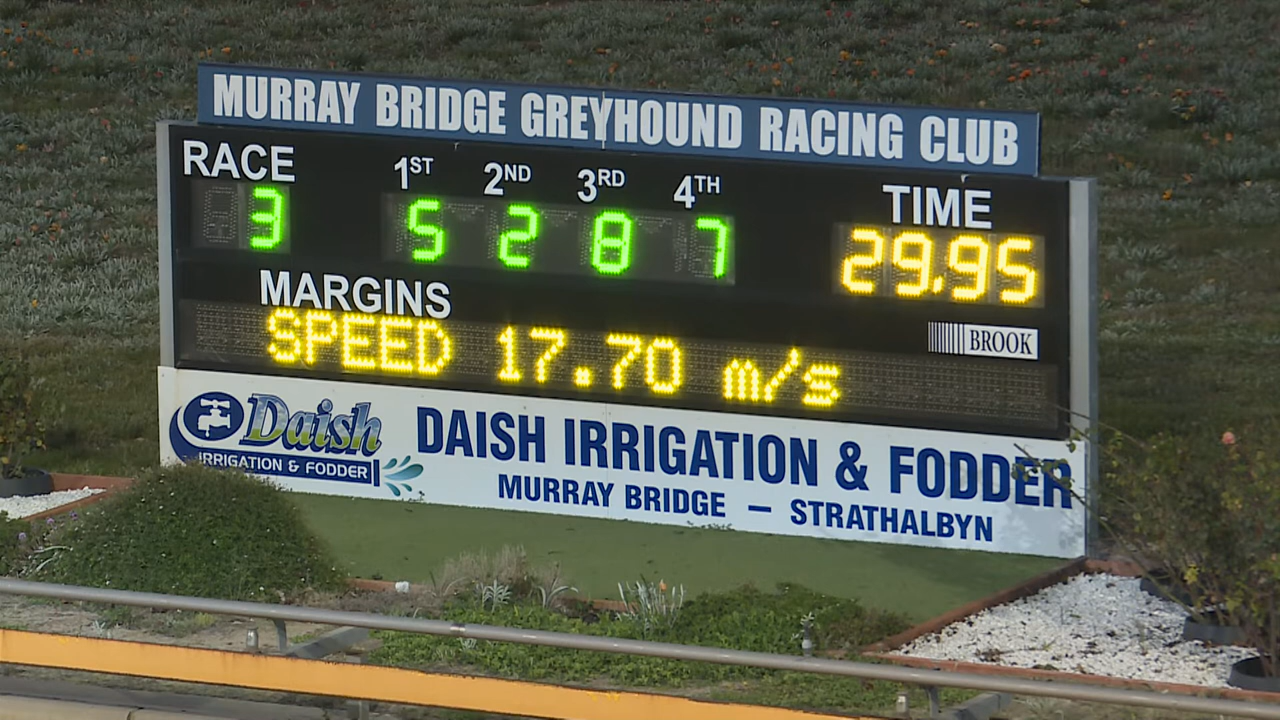 MURRAY BRIDGE GREYHOUND RACING CLUB
RACE 1ST 2ND 3RD 4TH TIME
3 5 2 8 7 29.95
MARGINS
BROOK
SPEED 17.70 m/s
Daish
IRRIGATION & FODDER
DAISH IRRIGATION & FODDER
MURRAY BRIDGE – STRATHALBYN